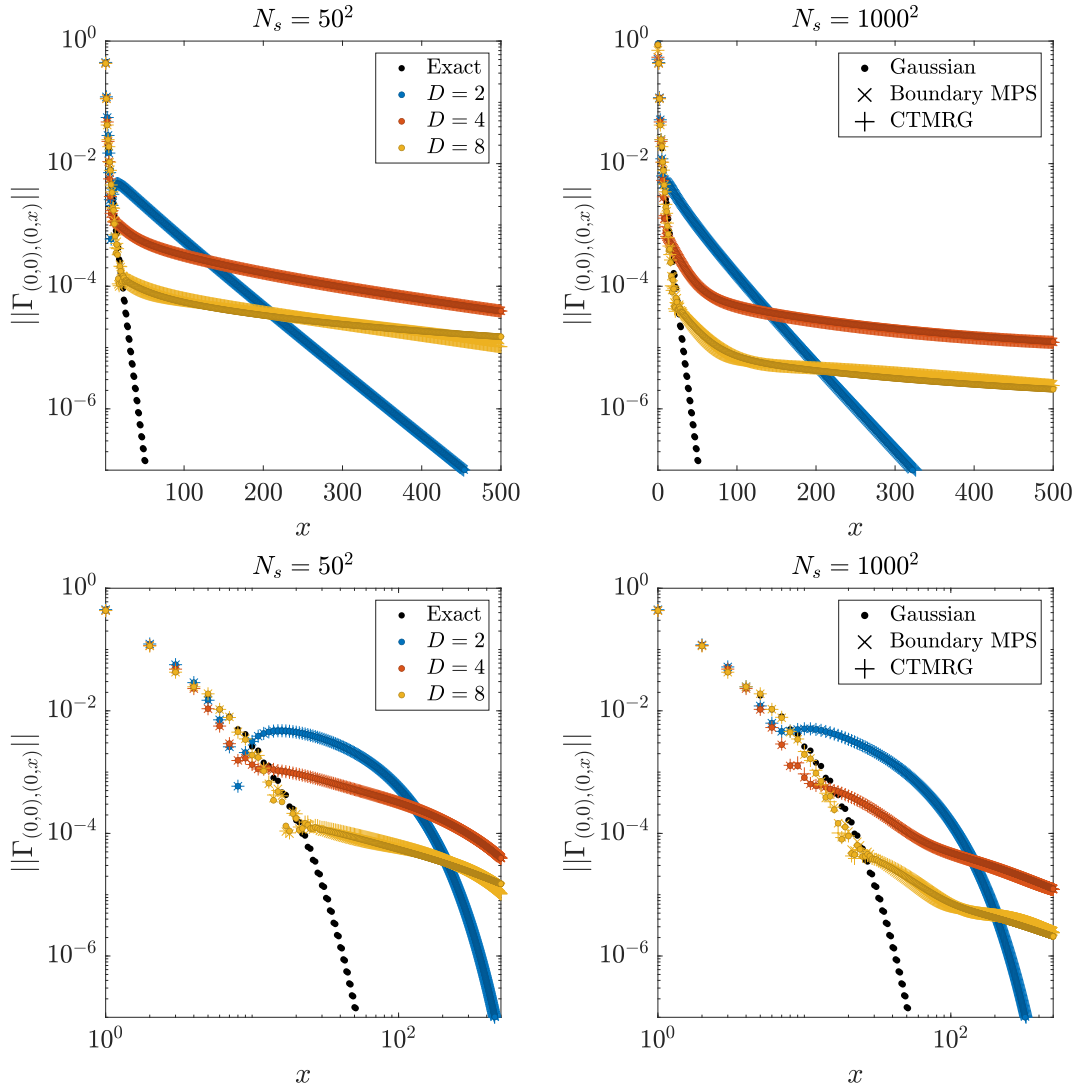 N_s = 50^2
||Γ_{(0,0),(0,x)}||
10^0
10^{-2}
10^{-4}
10^{-6}
Exact
D = 2
D = 4
D = 8
100 200 300 400 500
x
N_s = 1000^2
||Γ_{(0,0),(0,x)}||
10^0
10^{-2}
10^{-4}
10^{-6}
Gaussian
Boundary MPS
CTMRG
0 100 200 300 400 500
x
N_s = 50^2
||Γ_{(0,0),(0,x)}||
10^0
10^{-2}
10^{-4}
10^{-6}
Exact
D = 2
D = 4
D = 8
10^0 10^2
x
N_s = 1000^2
||Γ_{(0,0),(0,x)}||
10^0
10^{-2}
10^{-4}
10^{-6}
Gaussian
Boundary MPS
CTMRG
10^0 10^2
x